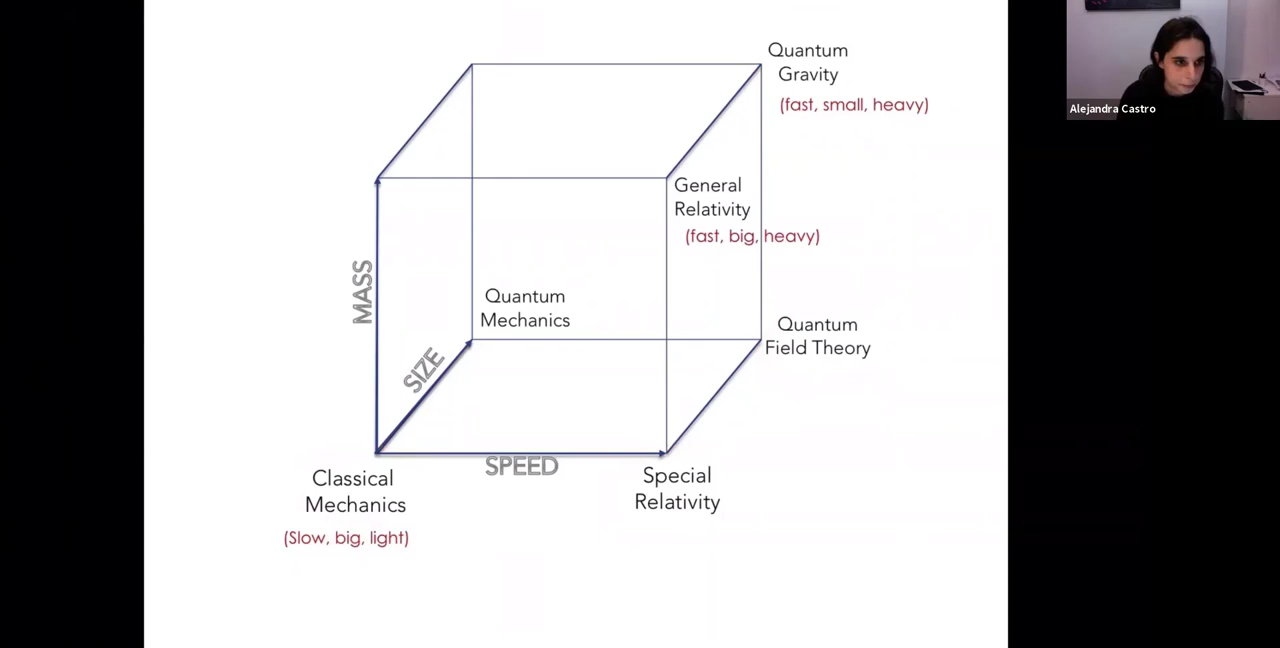 Quantum
Gravity
(fast, small, heavy)
Alejandra Castro
General
Relativity
(fast, big, heavy)
MASS
Quantum
Mechanics
Quantum
Field Theory
SIZE
SPEED
Classical
Mechanics
Special
Relativity
(Slow, big, light)